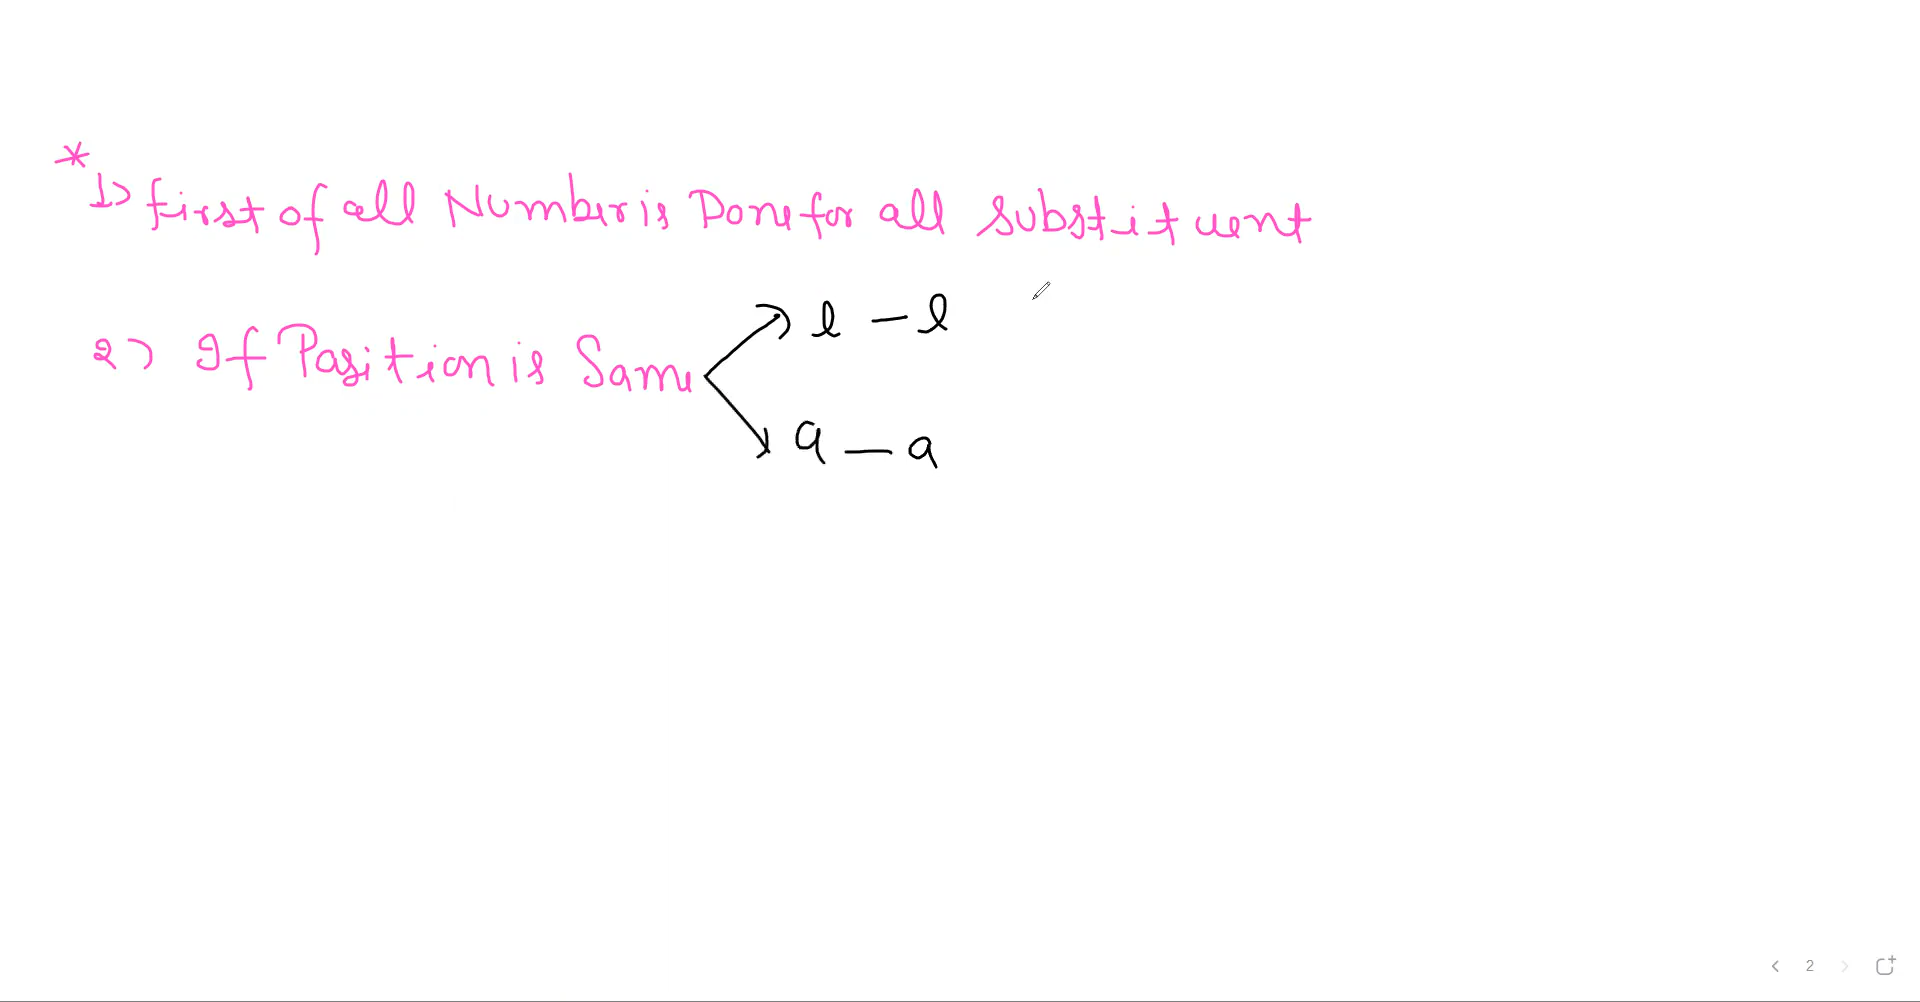 *
1) First of all Number is Done for all substituent
2) If Position is Same
l - l
a - a
2